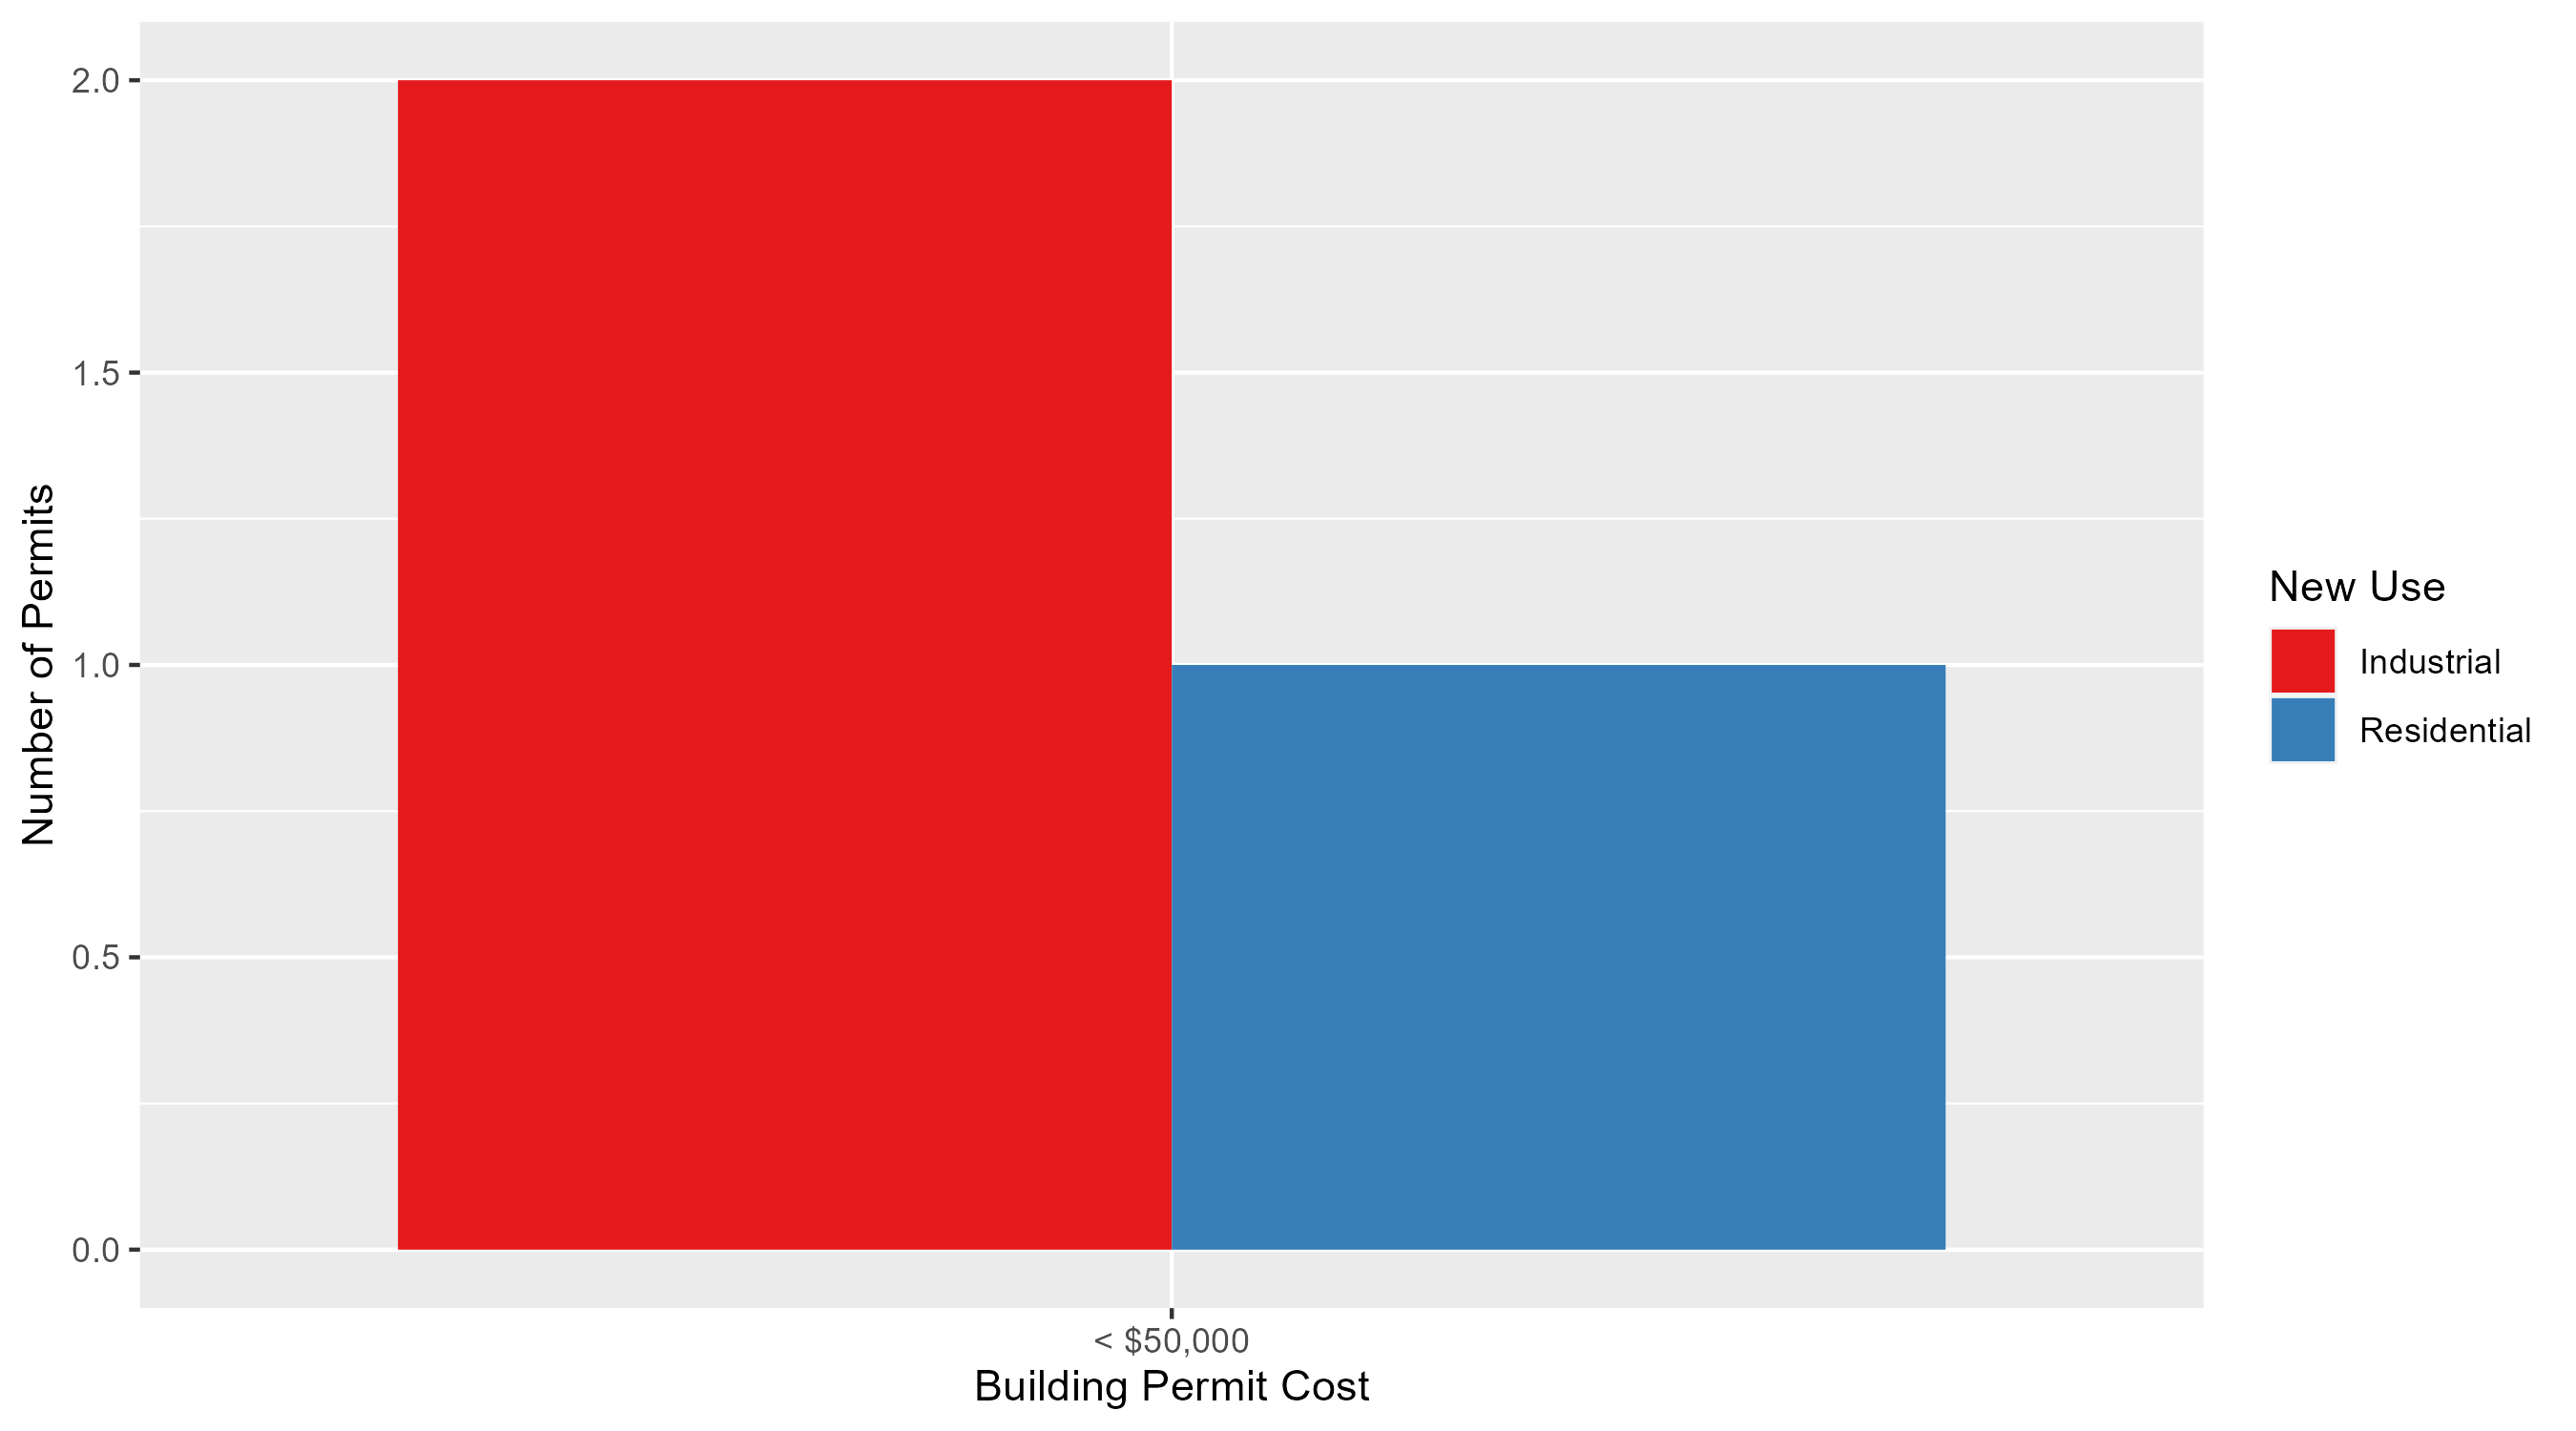 2.0
1.5
1.0
0.5
0.0
Number of Permits
< $50,000
Building Permit Cost
New Use
Industrial
Residential